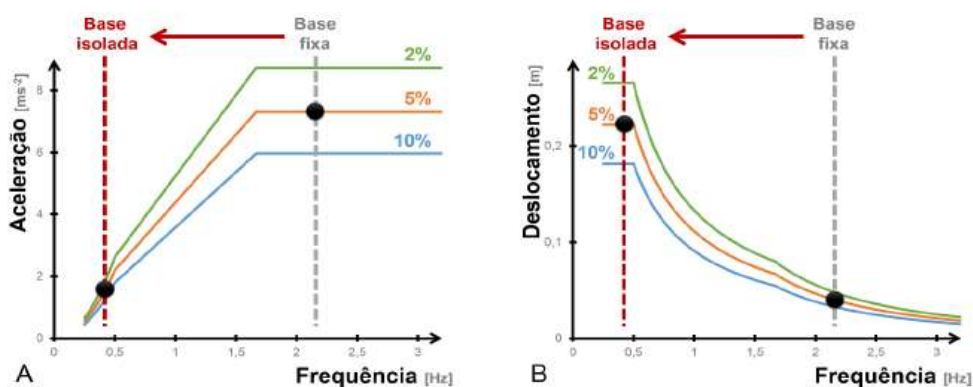 Base
isolada
Base
fixa
Aceleração [ms⁻²]
8
6
4
2
0
2%
5%
10%
0
0,5
1
1,5
2
2,5
3
A
Frequência [Hz]
Base
isolada
Base
fixa
Deslocamento [m]
0,2
0,1
0
2%
5%
10%
0
0,5
1
1,5
2
2,5
3
B
Frequência [Hz]